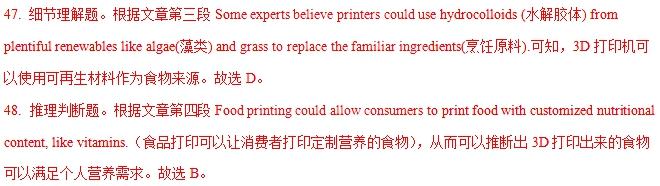 47. 细节理解题。根据文章第三段 Some experts believe printers could use hydrocolloids (水解胶体) from
plentiful renewables like algae(藻类) and grass to replace the familiar ingredients(烹饪原料).可知，3D 打印机可
以使用可再生材料作为食物来源。故选 D。
48. 推理判断题。根据文章第四段 Food printing could allow consumers to print food with customized nutritional
content, like vitamins.（食品打印可以让消费者打印定制营养的食物），从而可以推断出 3D 打印出来的食物
可以满足个人营养需求。故选 B。